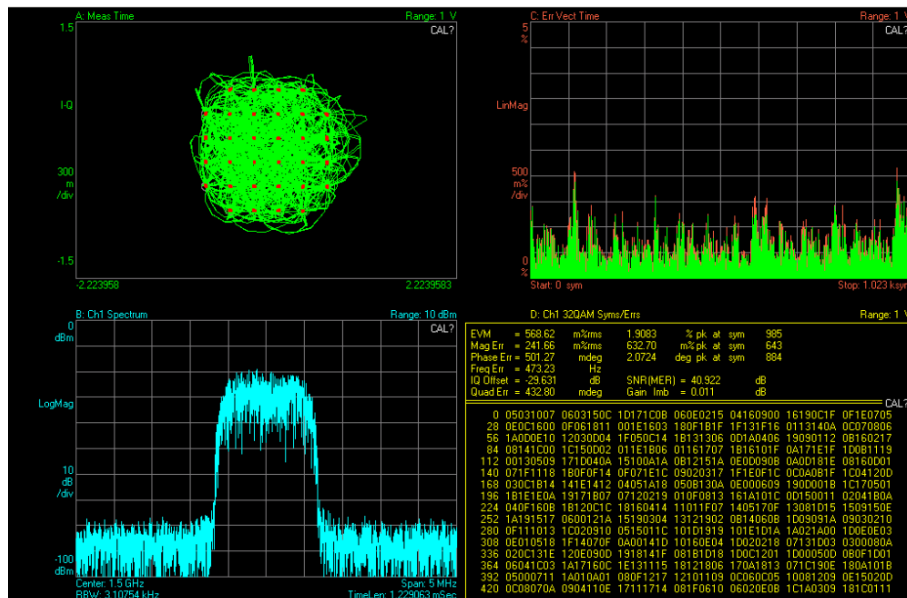 A: Meas Time Range: 1 V
CAL?
1.5
I-Q
300
m
/div
-1.5
-2.223958 2.2239583
C: Err Vect Time Range: 1 V
CAL?
5
%
LinMag
500
m%
/div
0
%
Start: 0 sym Stop: 1.023 ksym
B: Ch1 Spectrum Range: 10 dBm
CAL?
0
dBm
LogMag
10
dB
/div
-100
dBm
Center: 1.5 GHz Span: 5 MHz
RBW: 3.10754 kHz TimeLen: 1.229063 mSec
D: Ch1 32QAM Syms/Errs Range: 1 V
EVM = 568.62 m%rms 1.9083 % pk at sym 985
Mag Err = 241.66 m%rms 632.70 m% pk at sym 643
Phase Err = 501.27 mdeg 2.0724 deg pk at sym 884
Freq Err = 473.23 Hz
IQ Offset = -29.631 dB SNR(MER) = 40.922 dB
Quad Err = 432.80 mdeg Gain Imb = 0.011 dB
CAL?
0 05031007 0603150C 1D171C0B 060E0215 04160900 16190C1F 0F1E0705
28 0E0C1600 0F061811 001E1603 180F1B1F 1F131F16 0113140A 0C070806
56 1A0D0E10 12030D04 1F050C14 1B131306 0D1A0406 19090112 0B160217
84 08141C00 1C150D02 011E1B06 01161707 1B16101F 0A171E1F 1D0B1119
112 00130509 171D040A 15100A1A 0B12151A 0E0D090B 0A0D181E 08160D01
140 071F1118 1B0F0F14 0F071E1C 09020317 1F1E0F1C 0C0A0B1F 1C04120D
168 030C1B14 141E1412 04051A18 050B130A 0E000609 190D001B 1C170501
196 1B1E1E0A 19171B07 07120219 010F0813 161A101C 0D150011 02041B0A
224 040F160B 1B120C1C 18160414 11011F07 1405170F 13081D15 1509150E
252 1A191517 0600121A 15190304 13121902 0B14060B 1D09091A 09030210
280 0F111013 1C020910 0515011C 101D1919 101E1D1A 1A021A00 1D0E0E03
308 0E010518 1F14070F 0A00141D 10160E04 1D020218 07131D03 0300080A
336 020C131E 120E090D 1918141F 081B1D18 1D0C1201 1D00050D 0B0F1D01
364 06041C03 1A17160C 1E131115 18121806 170A1813 071C190E 180A101B
392 05000711 1A010A01 080F1217 12101109 0C060C05 10081209 0E15020D
420 0C08070A 0904110E 17111714 081F0610 06020E0B 1C1A0309 181C0111